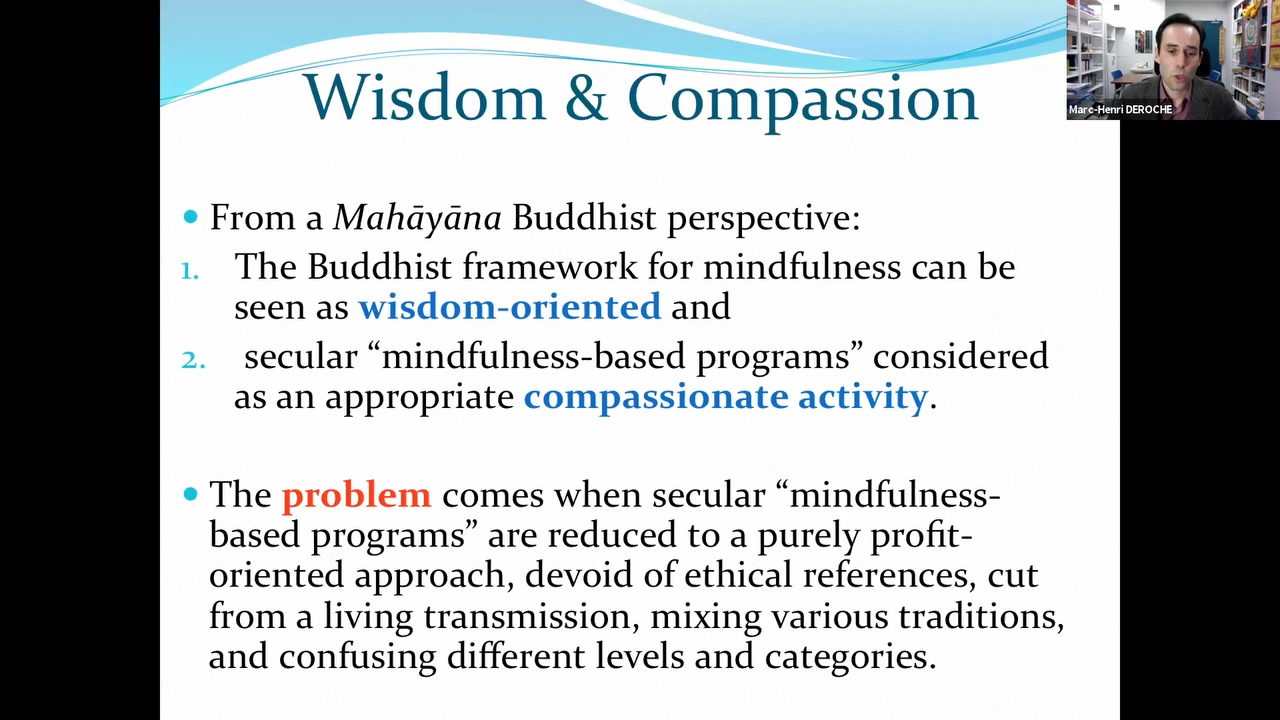 Wisdom & Compassion
Marc-Henri DEROCHE
• From a Mahāyāna Buddhist perspective:
1. The Buddhist framework for mindfulness can be
seen as wisdom-oriented and
2. secular “mindfulness-based programs” considered
as an appropriate compassionate activity.
• The problem comes when secular “mindfulness-
based programs” are reduced to a purely profit-
oriented approach, devoid of ethical references, cut
from a living transmission, mixing various traditions,
and confusing different levels and categories.